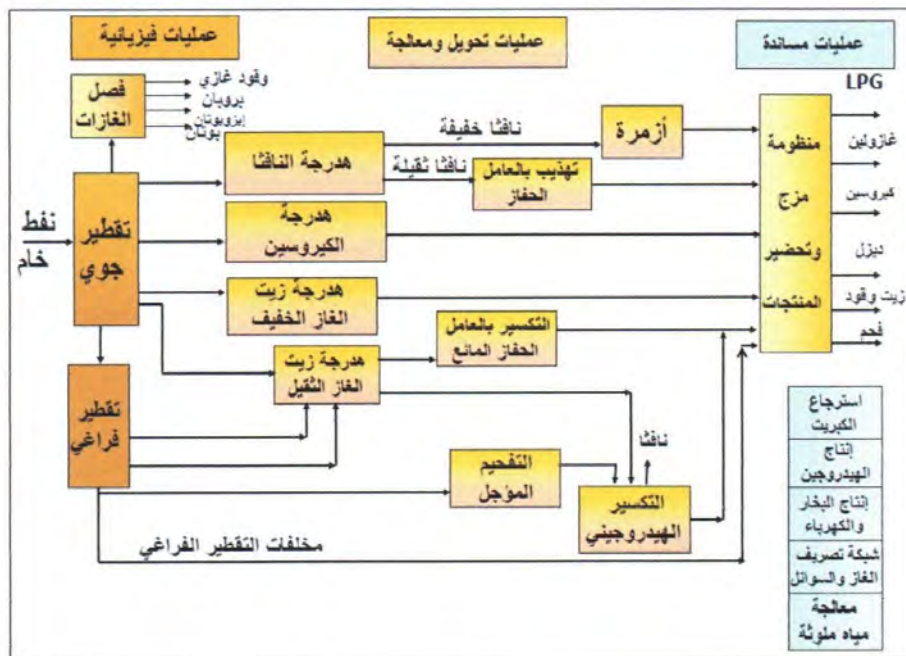 عمليات فيزيائية
عمليات تحويل ومعالجة
عمليات مساندة
فصل
الغازات
وقود غازي
بروبان
إيزوبوتان
بوتان
نفط
خام
تقطير
جوي
تقطير
فراغي
هدرجة النافثا
نافثا خفيفة
نافثا ثقيلة
أزمرة
تهذيب بالعامل
الحفاز
هدرجة
الكيروسين
هدرجة زيت
الغاز الخفيف
هدرجة زيت
الغاز الثقيل
التكسير بالعامل
الحفاز المائع
التفحيم
المؤجل
نافثا
التكسير
الهيدروجيني
مخلفات التقطير الفراغي
منظومة
مزج
وتحضير
المنتجات
LPG
غازولين
كيروسين
ديزل
زيت وقود
فحم
استرجاع
الكبريت
إنتاج
الهيدروجين
إنتاج البخار
والكهرباء
شبكة تصريف
الغاز والسوائل
معالجة
مياه ملوثة